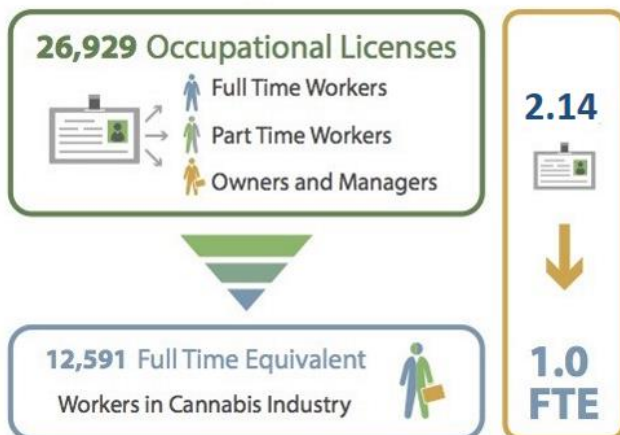 26,929 Occupational Licenses
Full Time Workers
Part Time Workers
Owners and Managers
12,591 Full Time Equivalent
Workers in Cannabis Industry
2.14
1.0
FTE